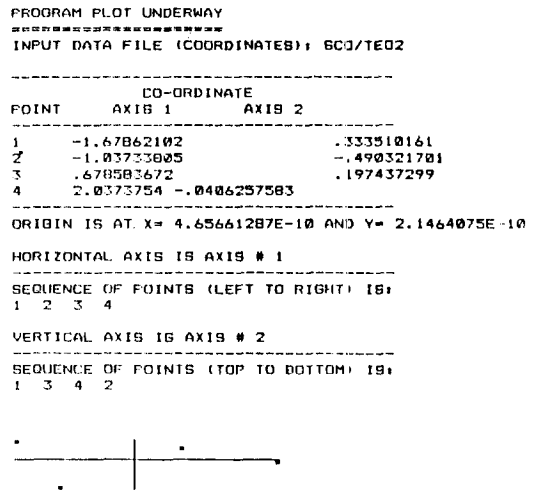 PROGRAM PLOT UNDERWAY
======================
INPUT DATA FILE (COORDINATES): SCO/TEO2
CO-ORDINATE
POINT AXIS 1 AXIS 2
1 -1.67862102 .333510161
2 -1.03733805 -.490321701
3 .678583672 .197437299
4 2.0373754 -.0406257583
ORIGIN IS AT X= 4.65661287E-10 AND Y= 2.1464075E-10
HORIZONTAL AXIS IS AXIS # 1
SEQUENCE OF POINTS (LEFT TO RIGHT) IS:
1 2 3 4
VERTICAL AXIS IS AXIS # 2
SEQUENCE OF POINTS (TOP TO BOTTOM) IS:
1 3 4 2